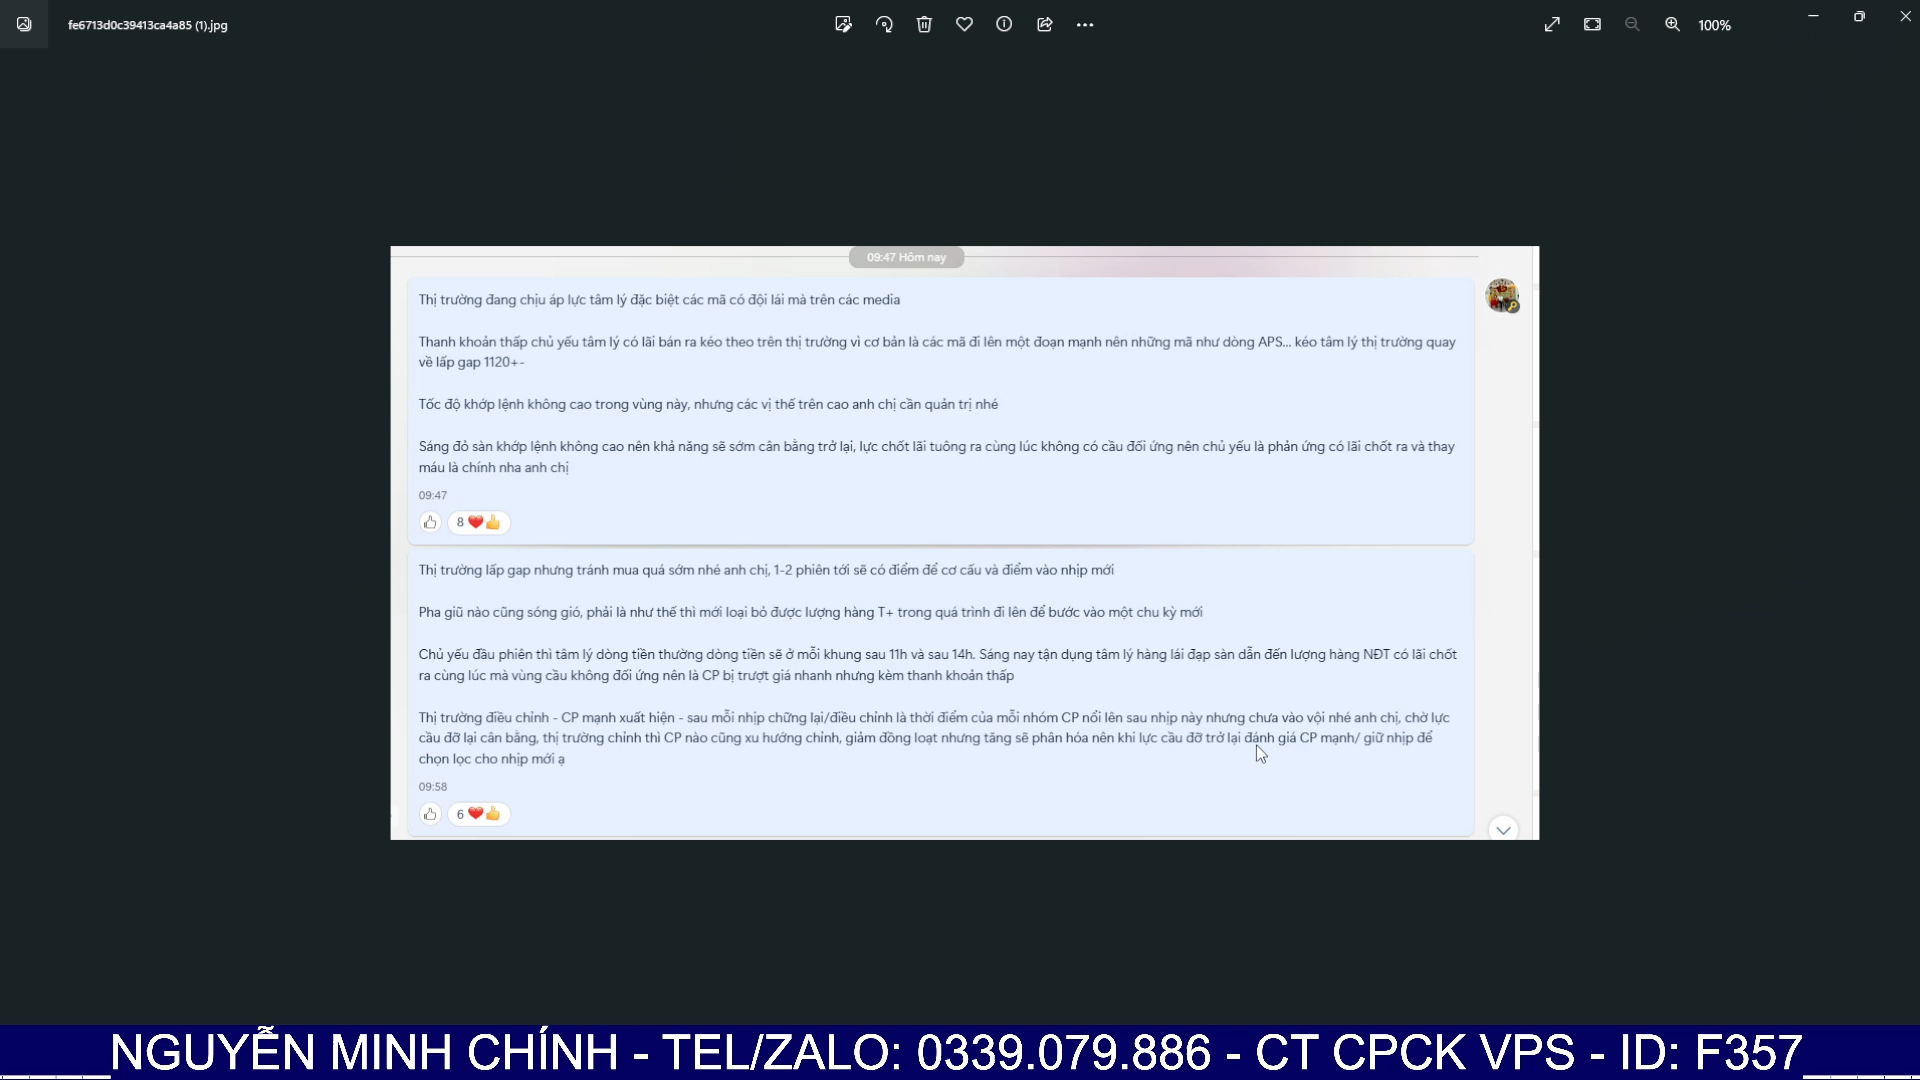 fe6713d0c39413ca4a85 (1).jpg
100%
09:47 Hôm nay
Thị trường đang chịu áp lực tâm lý đặc biệt các mã có đội lái mà trên các media
Thanh khoản thấp chủ yếu tâm lý có lãi bán ra kéo theo trên thị trường vì cơ bản là các mã đi lên một đoạn mạnh nên những mã như dòng APS... kéo tâm lý thị trường quay
về lấp gap 1120+-
Tốc độ khớp lệnh không cao trong vùng này, nhưng các vị thế trên cao anh chị cần quản trị nhé
Sáng đỏ sàn khớp lệnh không cao nên khả năng sẽ sớm cân bằng trở lại, lực chốt lãi tuông ra cùng lúc không có cầu đối ứng nên chủ yếu là phản ứng có lãi chốt ra và thay
máu là chính nha anh chị
09:47
8
Thị trường lấp gap nhưng tránh mua quá sớm nhé anh chị, 1-2 phiên tới sẽ có điểm để cơ cấu và điểm vào nhịp mới
Pha giũ nào cũng sóng gió, phải là như thế thì mới loại bỏ được lượng hàng T+ trong quá trình đi lên để bước vào một chu kỳ mới
Chủ yếu đầu phiên thì tâm lý dòng tiền thường dòng tiền sẽ ở mỗi khung sau 11h và sau 14h. Sáng nay tận dụng tâm lý hàng lái đạp sàn dẫn đến lượng hàng NĐT có lãi chốt
ra cùng lúc mà vùng cầu không đối ứng nên là CP bị trượt giá nhanh nhưng kèm thanh khoản thấp
Thị trường điều chỉnh - CP mạnh xuất hiện - sau mỗi nhịp chững lại/điều chỉnh là thời điểm của mỗi nhóm CP nổi lên sau nhịp này nhưng chưa vào vội nhé anh chị, chờ lực
cầu đỡ lại cân bằng, thị trường chỉnh thì CP nào cũng xu hướng chỉnh, giảm đồng loạt nhưng tăng sẽ phân hóa nên khi lực cầu đỡ trở lại đánh giá CP mạnh/ giữ nhịp để
chọn lọc cho nhịp mới ạ
09:58
6
____NGUYỄN MINH CHÍNH - TEL/ZALO: 0339.079.886 - CT CPCK VPS - ID: F357____